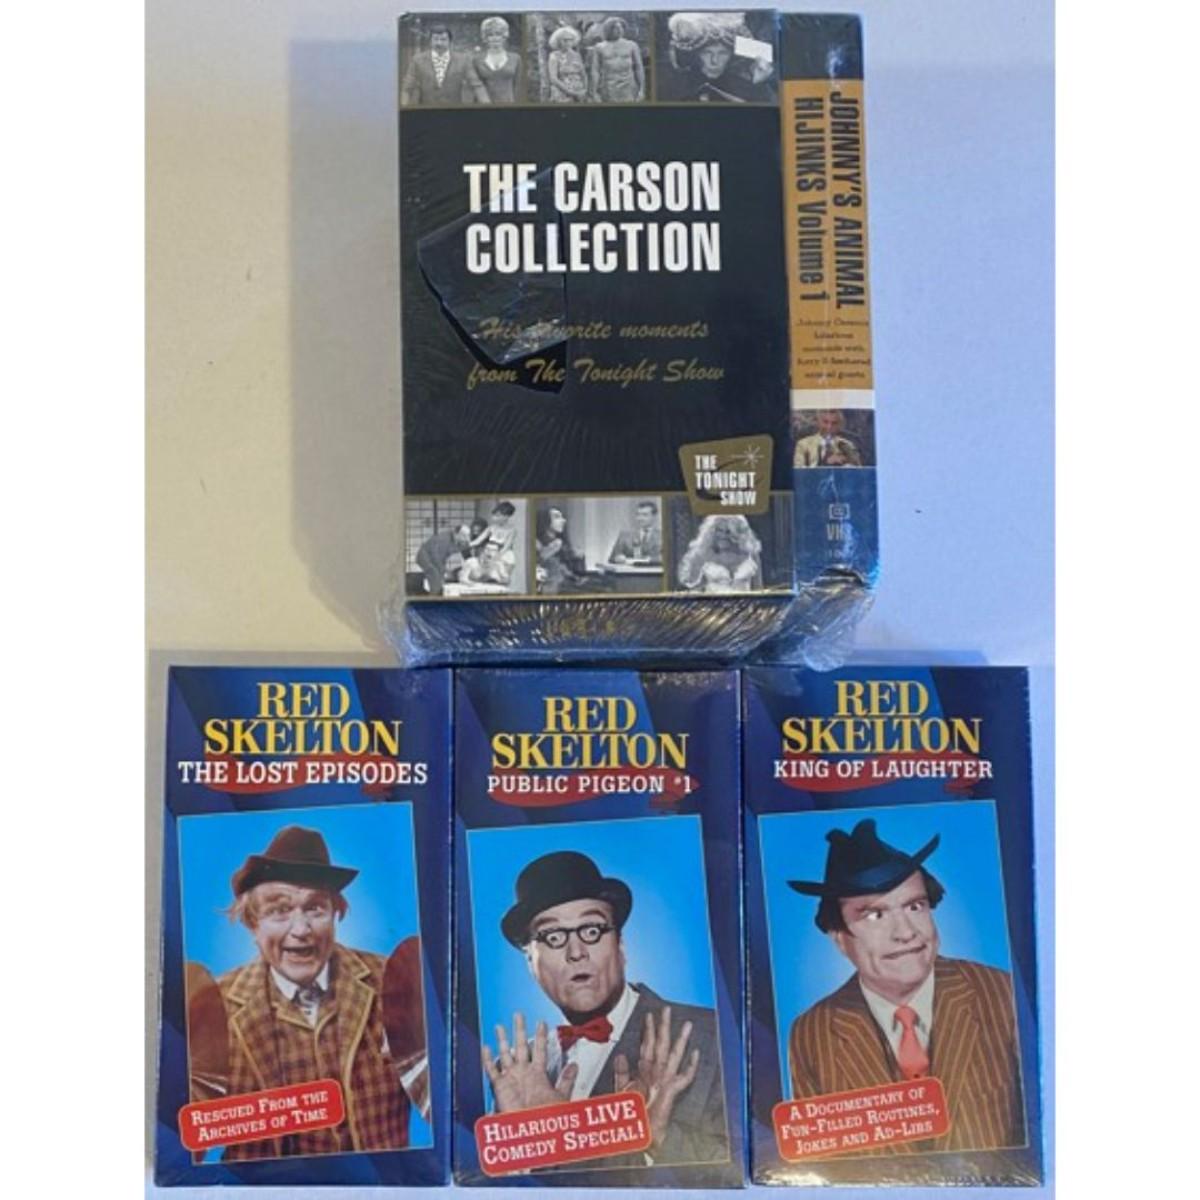 THE CARSON
COLLECTION
His favorite moments
from The Tonight Show
THE
TONIGHT
SHOW
JOHNNY'S ANIMAL
HIJINKS Volume 1
VHS
RED
SKELTON
THE LOST EPISODES
RESCUED FROM THE
ARCHIVES OF TIME
RED
SKELTON
PUBLIC PIGEON #1
HILARIOUS LIVE
COMEDY SPECIAL!
RED
SKELTON
KING OF LAUGHTER
A DOCUMENTARY OF
FUN-FILLED ROUTINES,
JOKES AND AD-LIBS